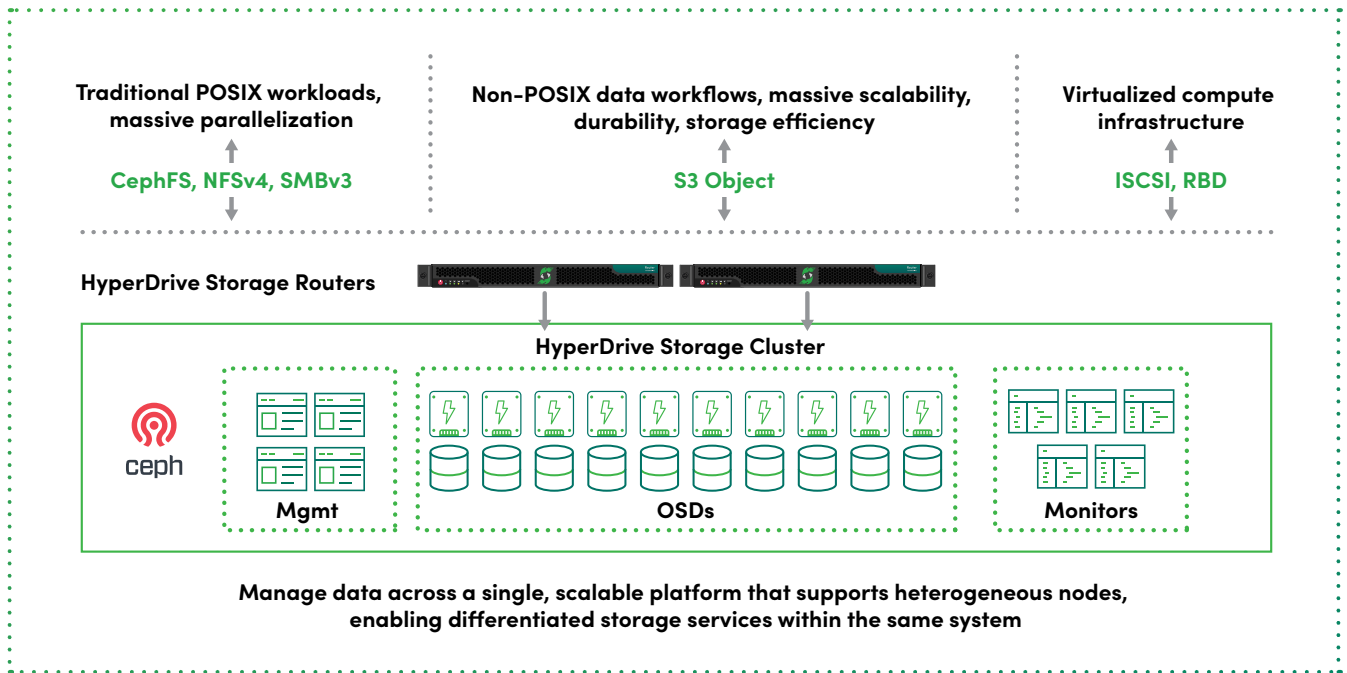 Traditional POSIX workloads,
massive parallelization
CephFS, NFSv4, SMBv3
Non-POSIX data workflows, massive scalability,
durability, storage efficiency
S3 Object
Virtualized compute
infrastructure
ISCSI, RBD
HyperDrive Storage Routers
HyperDrive Storage Cluster
ceph
Mgmt
OSDs
Monitors
Manage data across a single, scalable platform that supports heterogeneous nodes,
enabling differentiated storage services within the same system